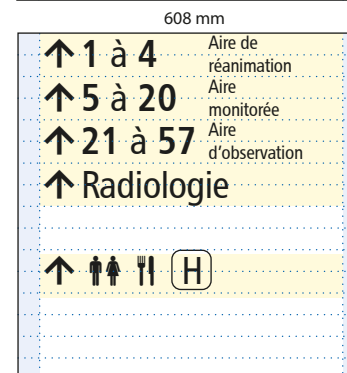 608 mm
↑ 1 à 4 Aire de
réanimation
↑ 5 à 20 Aire
monitorée
↑ 21 à 57 Aire
d'observation
↑ Radiologie
↑ H